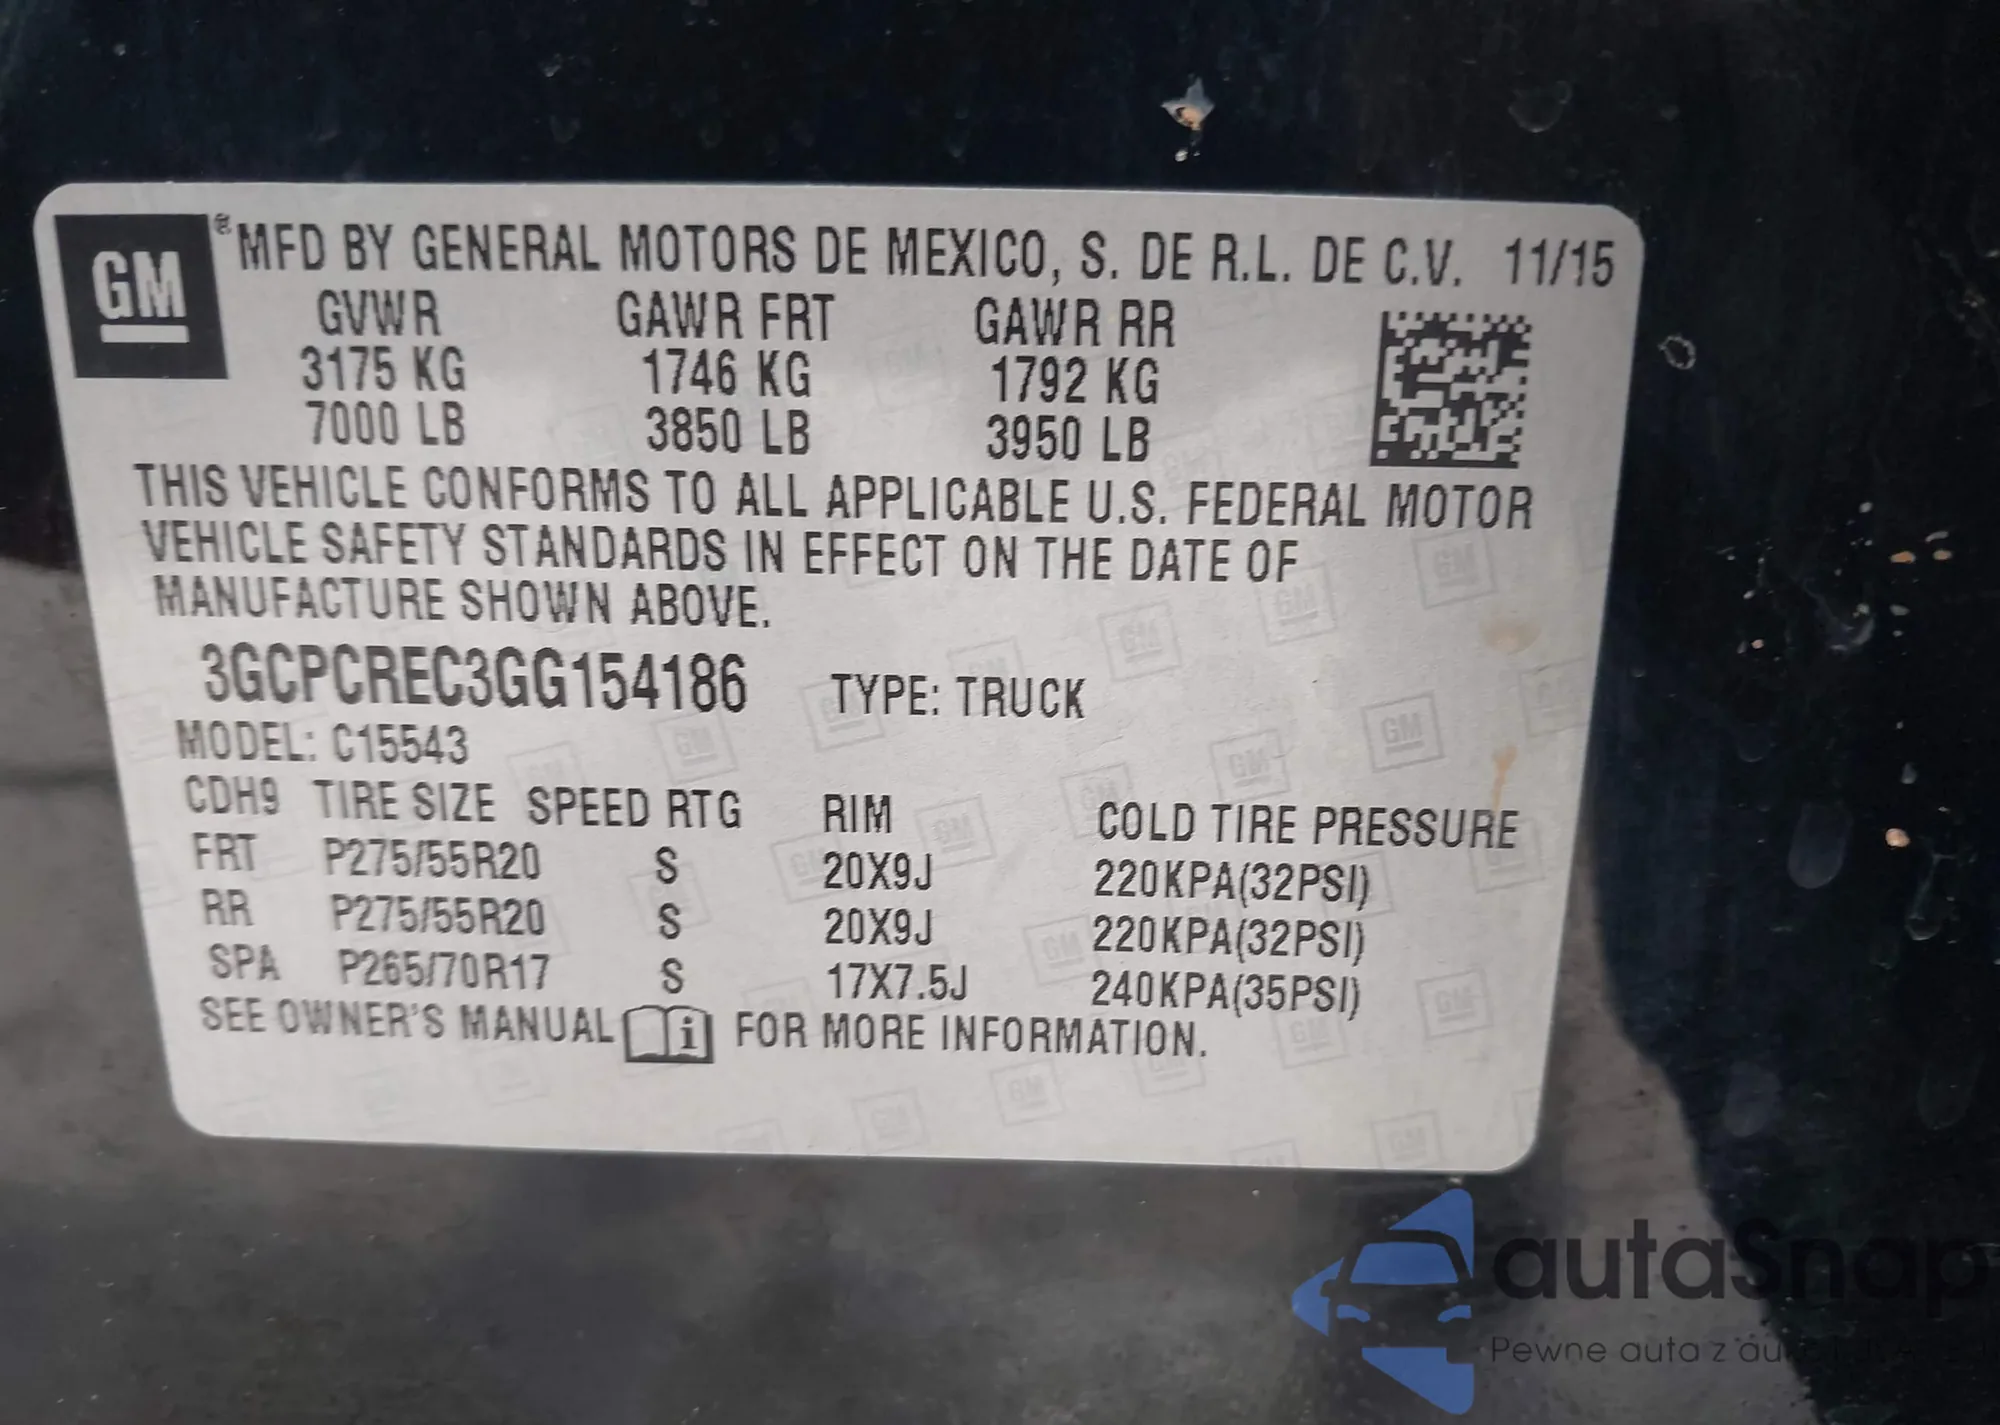 GM
® MFD BY GENERAL MOTORS DE MEXICO, S. DE R.L. DE C.V. 11/15
GVWR GAWR FRT GAWR RR
3175 KG 1746 KG 1792 KG
7000 LB 3850 LB 3950 LB
THIS VEHICLE CONFORMS TO ALL APPLICABLE U.S. FEDERAL MOTOR
VEHICLE SAFETY STANDARDS IN EFFECT ON THE DATE OF
MANUFACTURE SHOWN ABOVE.
3GCPCREC3GG154186 TYPE: TRUCK
MODEL: C15543
CDH9 TIRE SIZE SPEED RTG RIM COLD TIRE PRESSURE
FRT P275/55R20 S 20X9J 220KPA(32PSI)
RR P275/55R20 S 20X9J 220KPA(32PSI)
SPA P265/70R17 S 17X7.5J 240KPA(35PSI)
SEE OWNER'S MANUAL i FOR MORE INFORMATION.
autaSnap
Pewne auta z